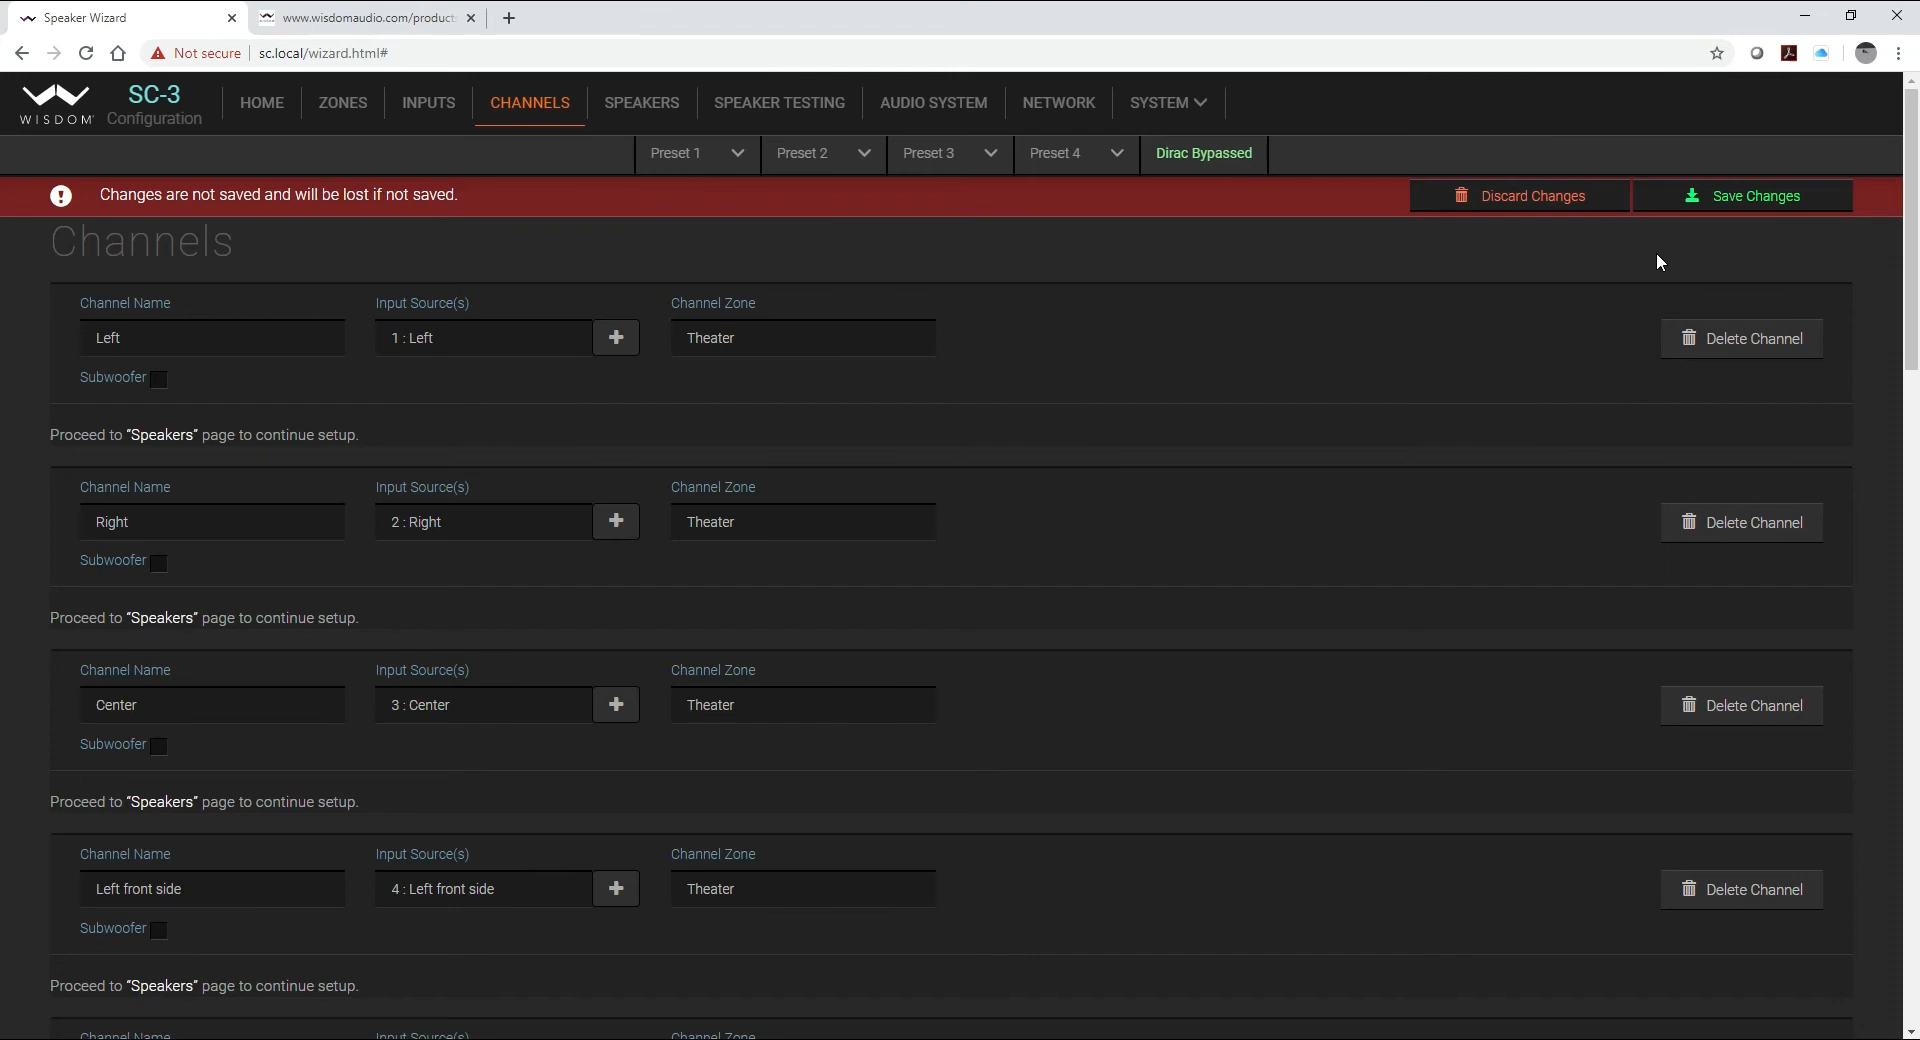 Speaker Wizard
www.wisdomaudio.com/product
Not secure
sc.local/wizard.html#
WISDOM
SC-3
Configuration
HOME
ZONES
INPUTS
CHANNELS
SPEAKERS
SPEAKER TESTING
AUDIO SYSTEM
NETWORK
SYSTEM
Preset 1
Preset 2
Preset 3
Preset 4
Dirac Bypassed
Changes are not saved and will be lost if not saved.
Discard Changes
Save Changes
Channels
Channel Name
Input Source(s)
Channel Zone
Left
1 : Left
Theater
Delete Channel
Subwoofer
Proceed to “Speakers” page to continue setup.
Channel Name
Input Source(s)
Channel Zone
Right
2 : Right
Theater
Delete Channel
Subwoofer
Proceed to “Speakers” page to continue setup.
Channel Name
Input Source(s)
Channel Zone
Center
3 : Center
Theater
Delete Channel
Subwoofer
Proceed to “Speakers” page to continue setup.
Channel Name
Input Source(s)
Channel Zone
Left front side
4 : Left front side
Theater
Delete Channel
Subwoofer
Proceed to “Speakers” page to continue setup.
Channel Name
Input Source(s)
Channel Zone